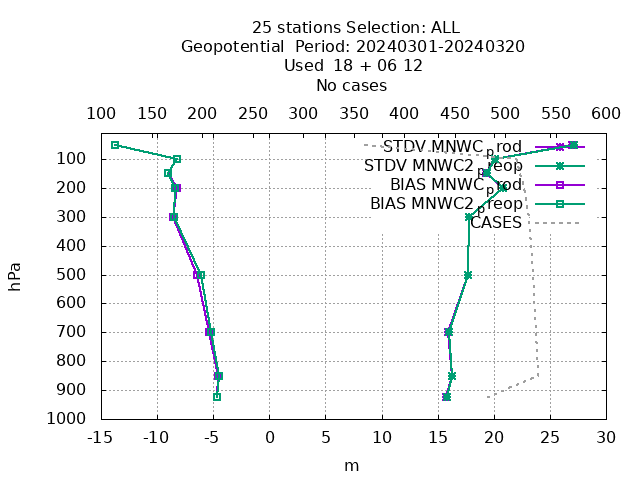 25 stations Selection: ALL
Geopotential  Period: 20240301-20240320
Used  18 + 06 12
No cases
100 150 200 250 300 350 400 450 500 550 600
STDV MNWC_prod
STDV MNWC2_preop
BIAS MNWC_prod
BIAS MNWC2_preop
CASES
hPa
100
200
300
400
500
600
700
800
900
1000
-15 -10 -5 0 5 10 15 20 25 30
m